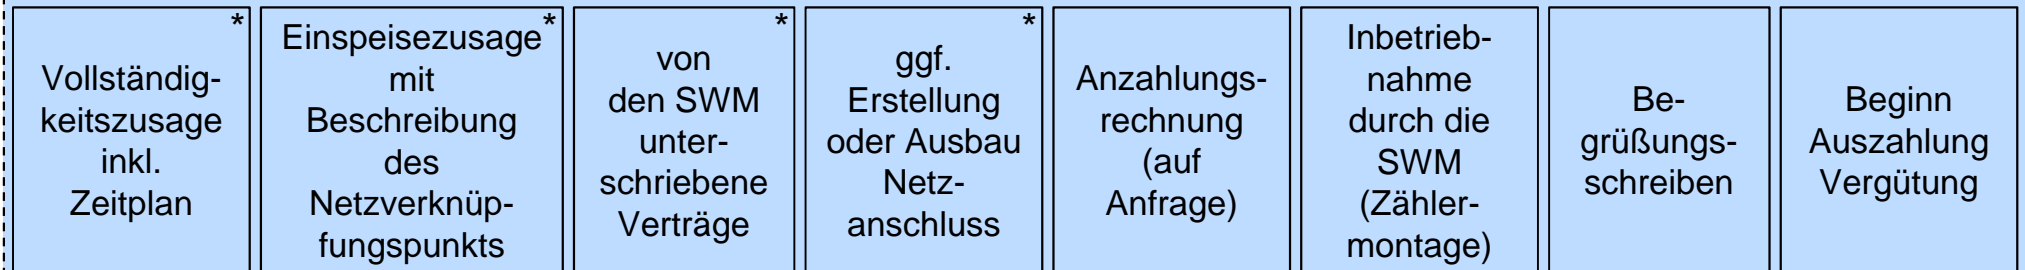 *
Vollständig-
keitszusage
inkl.
Zeitplan
*
Einspeisezusage
mit
Beschreibung
des
Netzverknüp-
fungspunkts
*
von
den SWM
unter-
schriebene
Verträge
*
ggf.
Erstellung
oder Ausbau
Netz-
anschluss
Anzahlungs-
rechnung
(auf
Anfrage)
Inbetrieb-
nahme
durch die
SWM
(Zähler-
montage)
Be-
grüßungs-
schreiben
Beginn
Auszahlung
Vergütung